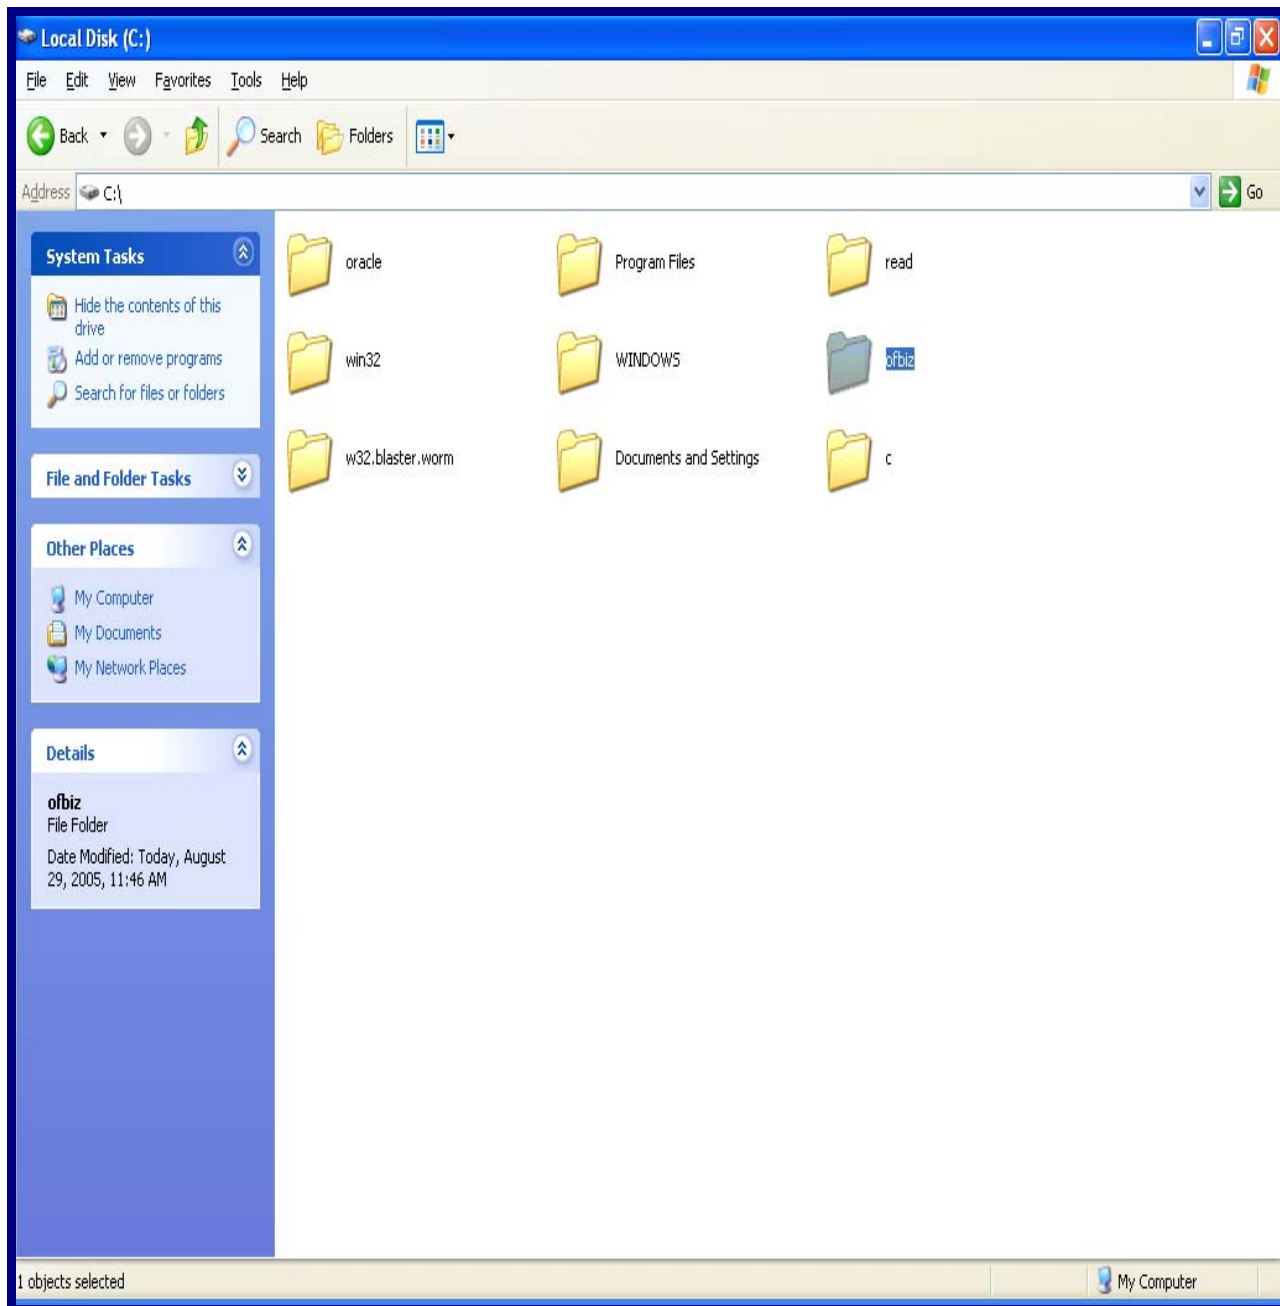 Local Disk (C:)
File Edit View Favorites Tools Help
Back Search Folders
Address C:\ Go
System Tasks
Hide the contents of this
drive
Add or remove programs
Search for files or folders
File and Folder Tasks
Other Places
My Computer
My Documents
My Network Places
Details
ofbiz
File Folder
Date Modified: Today, August
29, 2005, 11:46 AM
oracle Program Files read
win32 WINDOWS ofbiz
w32.blaster.worm Documents and Settings c
1 objects selected My Computer